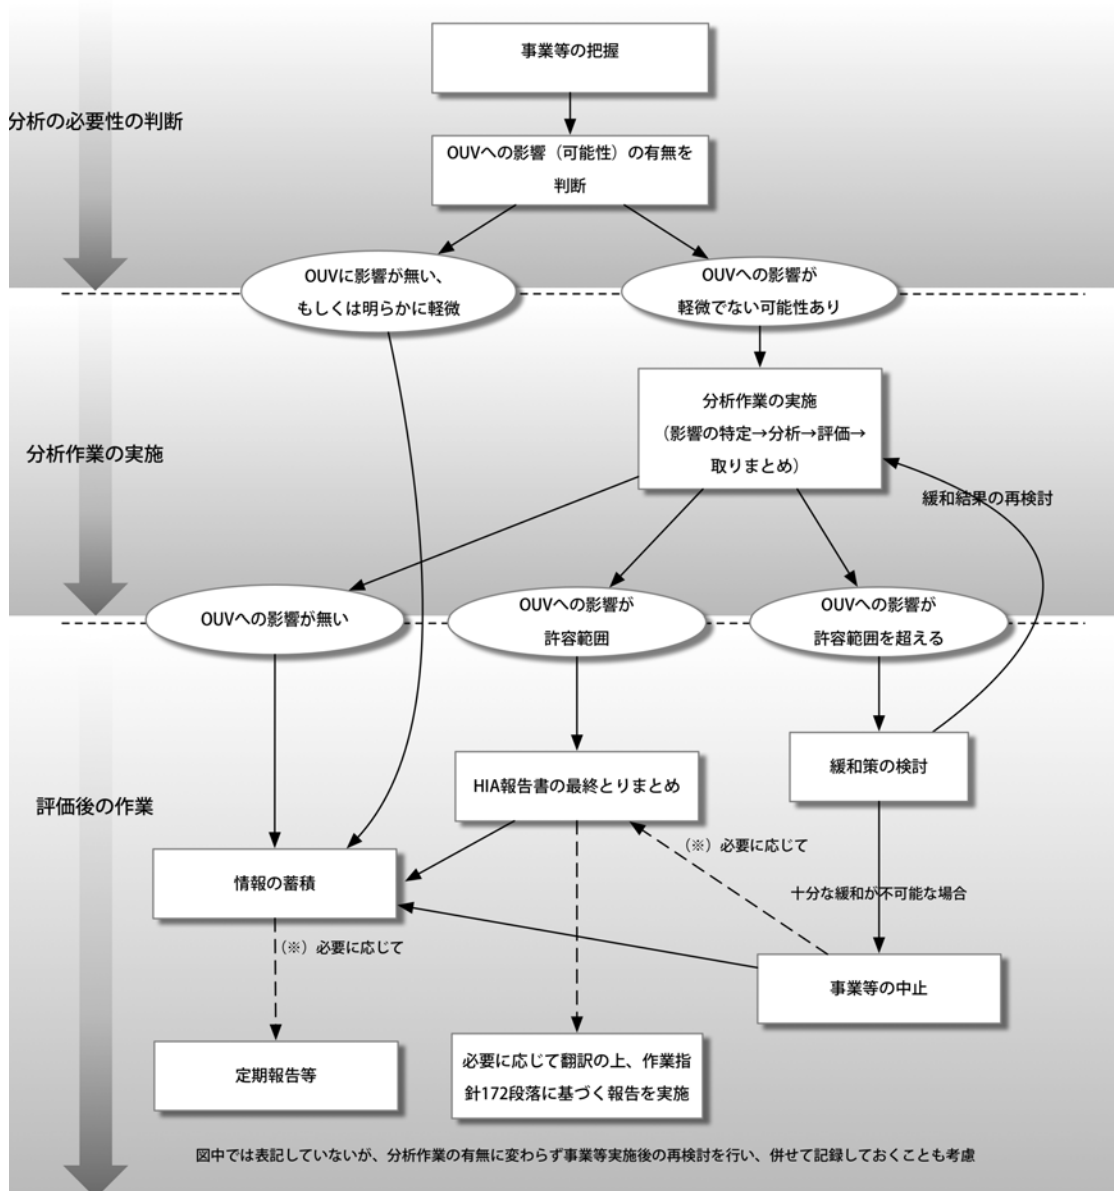 事業等の把握
分析の必要性の判断
OUVへの影響（可能性）の有無を
判断
OUVに影響が無い、
もしくは明らかに軽微
OUVへの影響が
軽微でない可能性あり
分析作業の実施
分析作業の実施
（影響の特定→分析→評価→
取りまとめ）
緩和結果の再検討
OUVへの影響が無い
OUVへの影響が
許容範囲
OUVへの影響が
許容範囲を超える
評価後の作業
HIA報告書の最終とりまとめ
緩和策の検討
（※）必要に応じて
情報の蓄積
十分な緩和が不可能な場合
（※）必要に応じて
事業等の中止
定期報告等
必要に応じて翻訳の上、作業指
針172段落に基づく報告を実施
図中では表記していないが、分析作業の有無に変わらず事業等実施後の再検討を行い、併せて記録しておくことも考慮